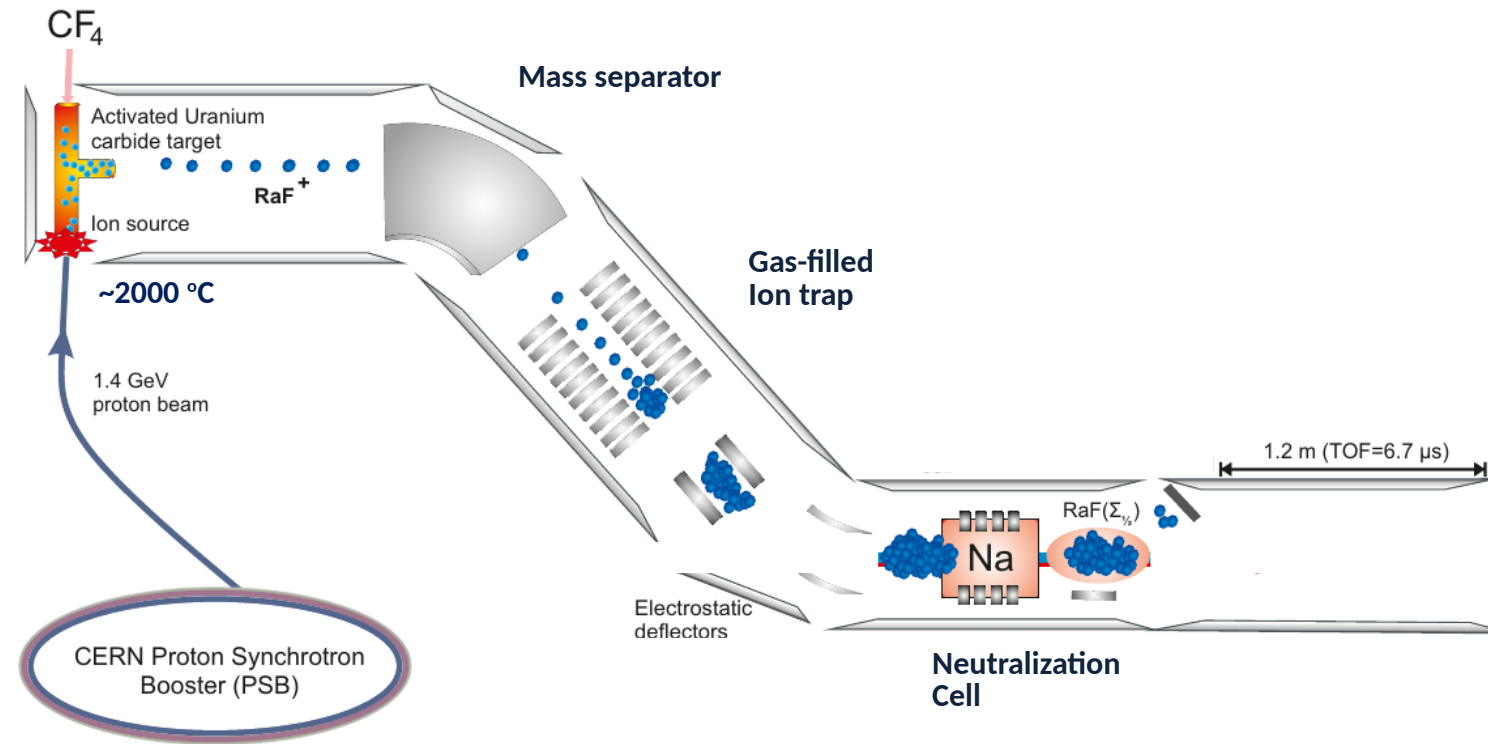 CF₄
Mass separator
Activated Uranium
carbide target
RaF⁺
Ion source
~2000 °C
Gas-filled
Ion trap
1.4 GeV
proton beam
1.2 m (TOF=6.7 μs)
RaF(Σ½)
Na
Electrostatic
deflectors
CERN Proton Synchrotron
Booster (PSB)
Neutralization
Cell